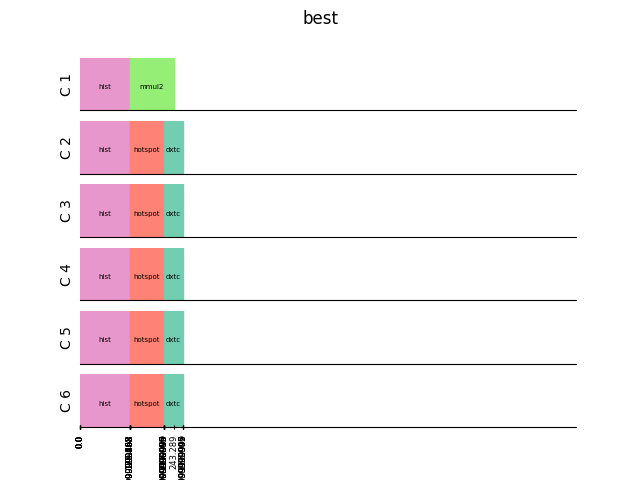 best
C 1
hist mmul2
C 2
hist hotspot dxtc
C 3
hist hotspot dxtc
C 4
hist hotspot dxtc
C 5
hist hotspot dxtc
C 6
hist hotspot dxtc
0.0
243.289